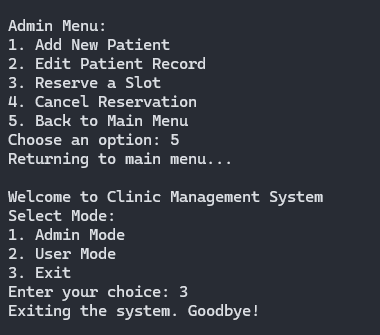 Admin Menu:
1. Add New Patient
2. Edit Patient Record
3. Reserve a Slot
4. Cancel Reservation
5. Back to Main Menu
Choose an option: 5
Returning to main menu...
Welcome to Clinic Management System
Select Mode:
1. Admin Mode
2. User Mode
3. Exit
Enter your choice: 3
Exiting the system. Goodbye!